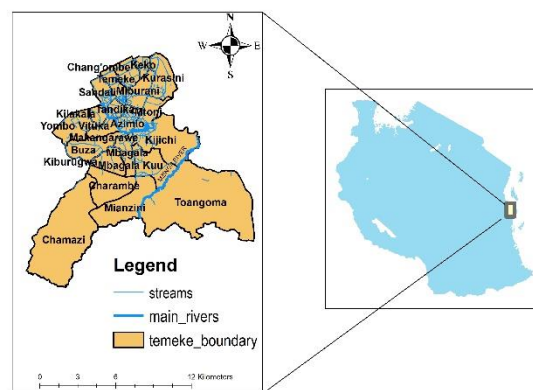 N
W E
S
Chang'ombe
Keko
Temeke
Kurasini
Sandali
Miburani
Tandika
Mtoni
Kilakala
Azimio
Yombo Vituka
Makangarawe
Kijichi
Buza
Mbagala
Kiburugwa
Mbagala Kuu
Charambe
Toangoma
Mianzini
Chamazi
Legend
streams
main_rivers
temeke_boundary
0 3 6 12 Kilometers